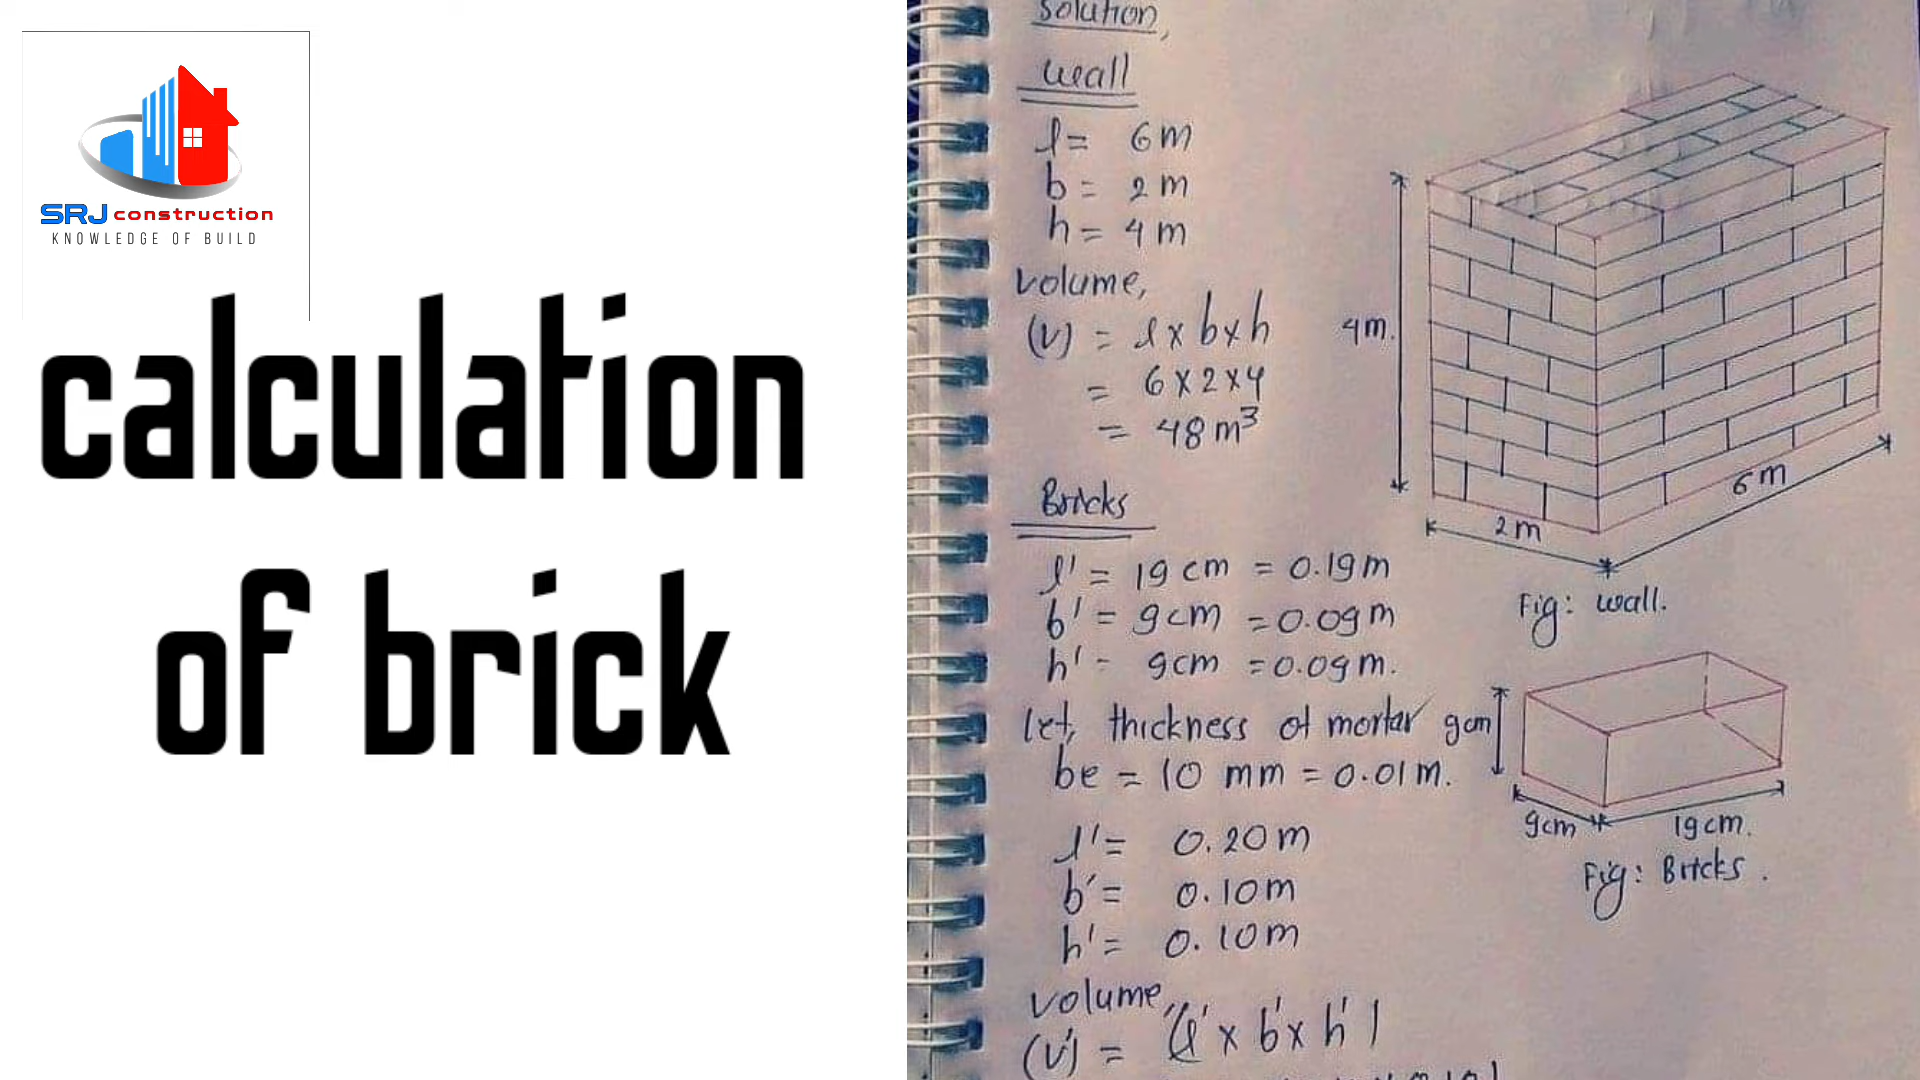 SRJ construction
KNOWLEDGE OF BUILD
calculation
of brick
solution,
wall
l = 6m
b = 2m
h = 4m
volume,
(v) = l x b x h
= 6 x 2 x 4
= 48 m³
Bricks
l' = 19 cm = 0.19m
b' = 9cm = 0.09m
h' - 9cm = 0.09m.
let, thickness of mortar
be = 10 mm = 0.01m.
l' = 0.20m
b' = 0.10m
h' = 0.10m
volume,
(v') = (l' x b' x h')
4m.
2m
6m
Fig: wall.
9cm
9cm
19cm.
Fig: Bricks.